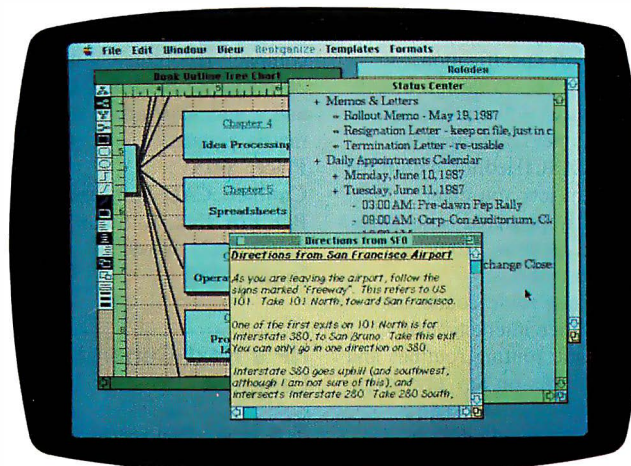 File Edit Window View Reorganize Templates Formats
Book Outline Tree Chart
Rolodex
Status Center
Chapter 4
Idea Processing
Chapter 5
Spreadsheets
+ Memos & Letters
Rollout Memo - May 19, 1987
Resignation Letter - keep on file, just in c
Termination Letter - re-usable
+ Daily Appointments Calendar
+ Monday, June 10, 1987
+ Tuesday, June 11, 1987
- 03:00 AM: Pre-dawn Pep Rally
- 09:00 AM: Corp-Con Auditorium, Cl
change Close
Directions from SFO
Directions from San Francisco Airport
As you are leaving the airport, follow the
signs marked "Freeway". This refers to US
101. Take 101 North, toward San Francisco.
One of the first exits on 101 North is for
Interstate 380, to San Bruno. Take this exit.
You can only go in one direction on 380.
Interstate 380 goes uphill (and southwest,
although I am not sure of this), and
intersects Interstate 280. Take 280 South,